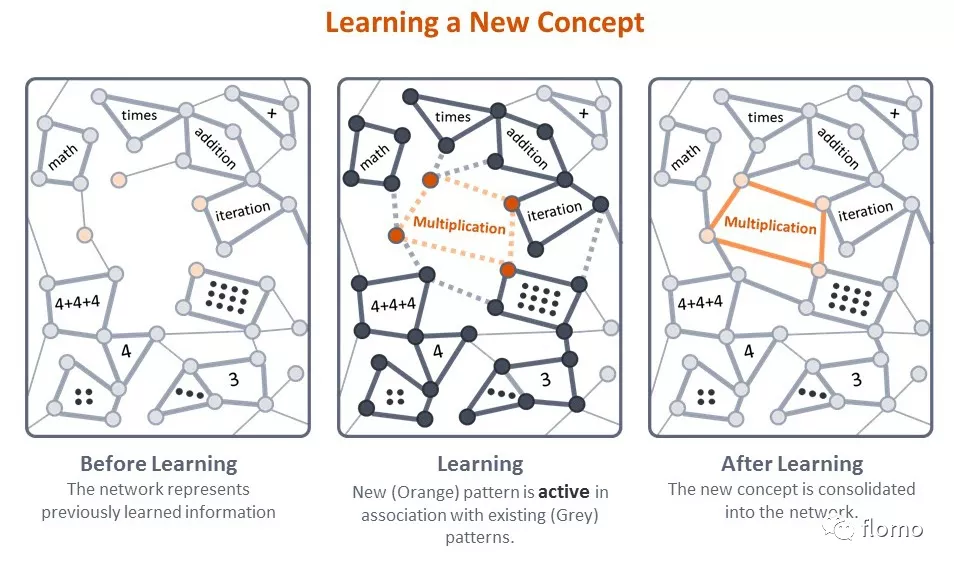 Learning a New Concept
times
+
math
addition
iteration
4+4+4
4
3
times
+
math
addition
Multiplication
iteration
4+4+4
4
3
times
+
math
addition
Multiplication
iteration
4+4+4
4
3
Before Learning
The network represents
previously learned information
Learning
New (Orange) pattern is active in
association with existing (Grey)
patterns.
After Learning
The new concept is consolidated
into the network.
flomo